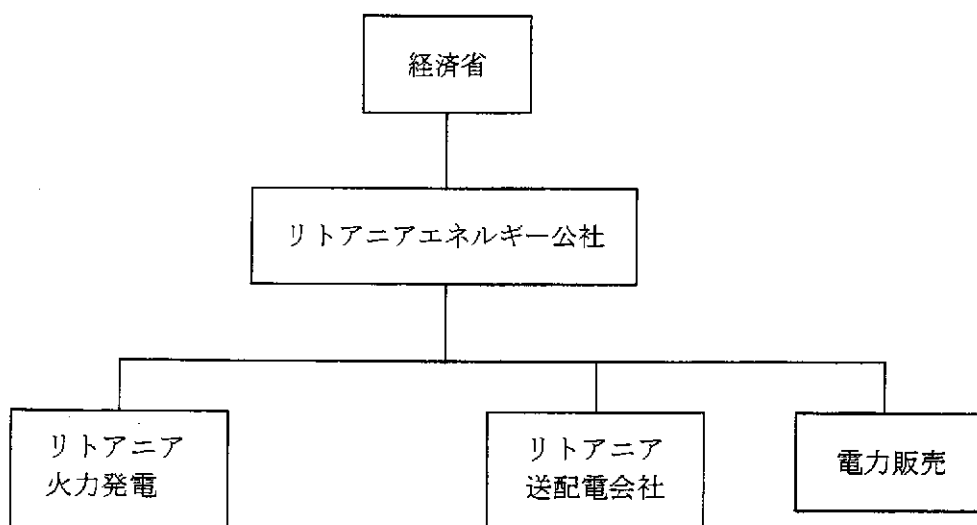 経済省
リトアニアエネルギー公社
リトアニア
火力発電
リトアニア
送配電会社
電力販売